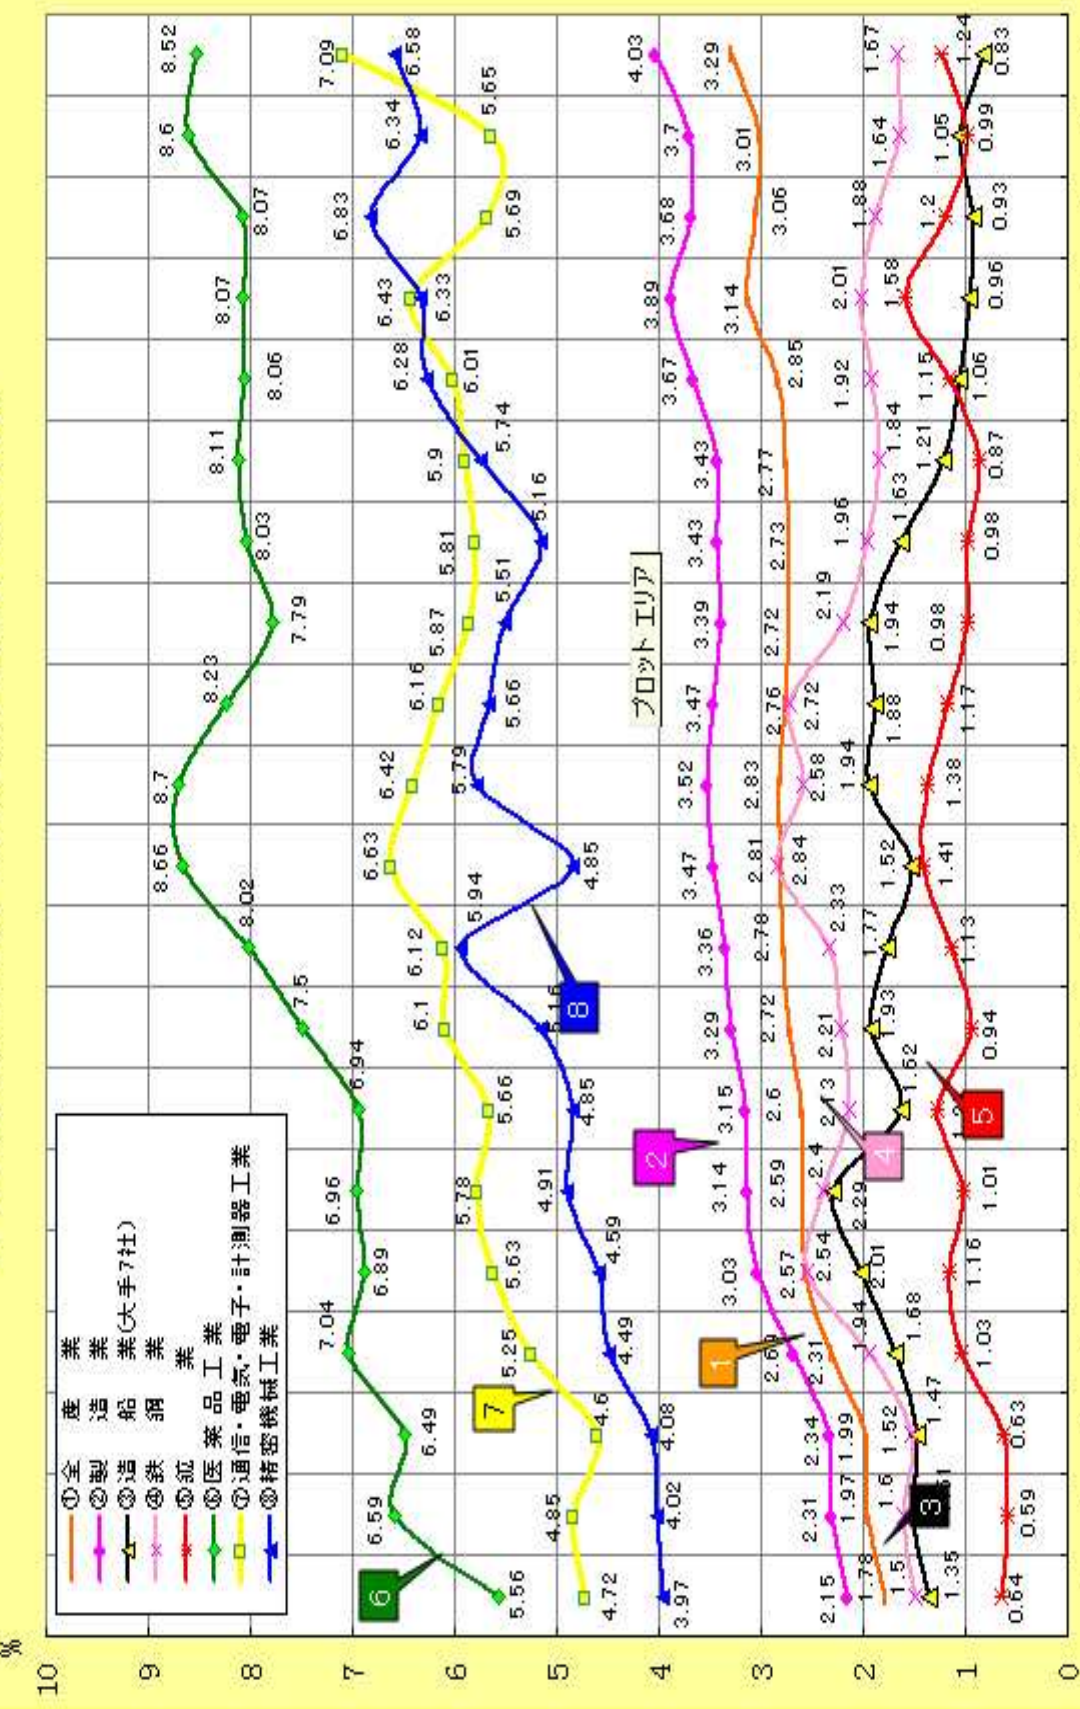 %
10
9
8
7
6
5
4
3
2
1
0
①全産業
②製造業
③造船業(大手7社)
④鉄鋼業
⑤鉱業
⑥医薬品工業
⑦通信・電気・電子・計測器工業
⑧精密機械工業
5.56 6.59 6.49 7.04 6.89 6.96 6.94 7.5 8.02 8.66 8.7 8.23 7.79 8.03 8.11 8.06 8.07 8.07 8.6 8.52
4.72 4.85 4.6 5.25 5.63 5.78 5.66 6.1 6.12 6.63 6.42 6.16 5.87 5.81 5.9 6.01 6.43 5.69 5.65 7.09
3.97 4.02 4.08 4.49 4.59 4.91 4.85 5.16 5.94 4.85 5.79 5.66 5.51 5.16 5.74 6.28 6.33 6.83 6.34 6.58
2.15 2.31 2.34 3.03 3.14 3.15 3.29 3.36 3.47 3.52 3.47 3.39 3.43 3.43 3.67 3.89 3.68 3.7 4.03
1.78 1.97 1.99 2.31 2.57 2.59 2.6 2.72 2.78 2.81 2.83 2.76 2.72 2.73 2.77 2.85 3.14 3.06 3.01 3.29
1.5 1.6 1.52 1.94 2.54 2.4 2.13 2.21 2.33 2.84 2.58 2.72 2.19 1.96 1.84 1.92 2.01 1.88 1.64 1.67
1.35 1.47 1.68 2.01 2.29 1.62 1.93 1.77 1.52 1.94 1.88 1.94 1.63 1.21 1.06 0.96 0.93 1.05 0.83
0.64 0.59 0.63 1.03 1.16 1.01 0.94 1.13 1.41 1.38 1.17 0.98 0.98 0.87 1.15 1.58 1.2 0.99 1.24
6
7
8
2
1
4
3
5
プロット エリア